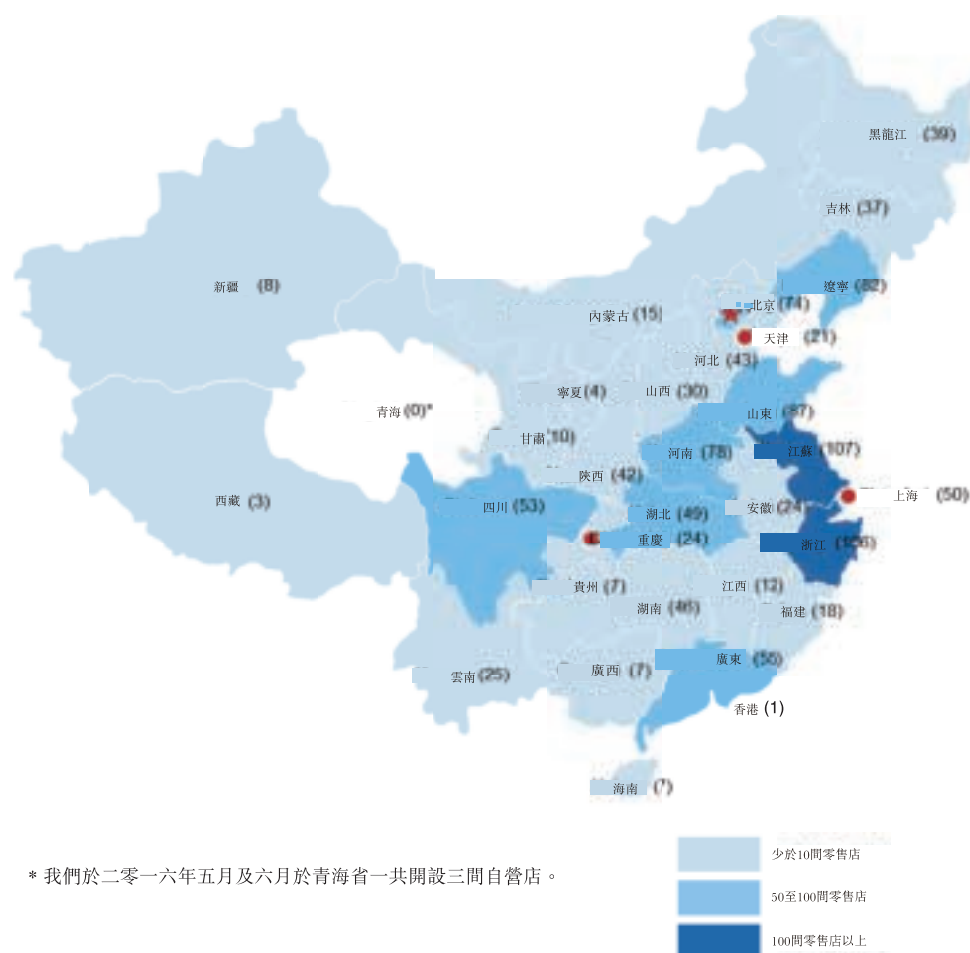 黑龍江 (39)
吉林 (37)
遼寧 (82)
新疆 (8)
北京 (74)
內蒙古 (15)
天津 (21)
河北 (43)
寧夏 (4)
山西 (30)
青海 (0)*
山東
甘肅
江蘇 (107)
河南 (78)
陝西 (42)
西藏 (3)
四川 (53)
上海 (50)
安徽 (24)
湖北 (49)
重慶 (24)
浙江
貴州 (7)
江西
湖南 (46)
福建 (18)
廣東
廣西 (7)
雲南 (25)
香港 (1)
海南
* 我們於二零一六年五月及六月於青海省一共開設三間自營店。
少於10間零售店
50至100間零售店
100間零售店以上